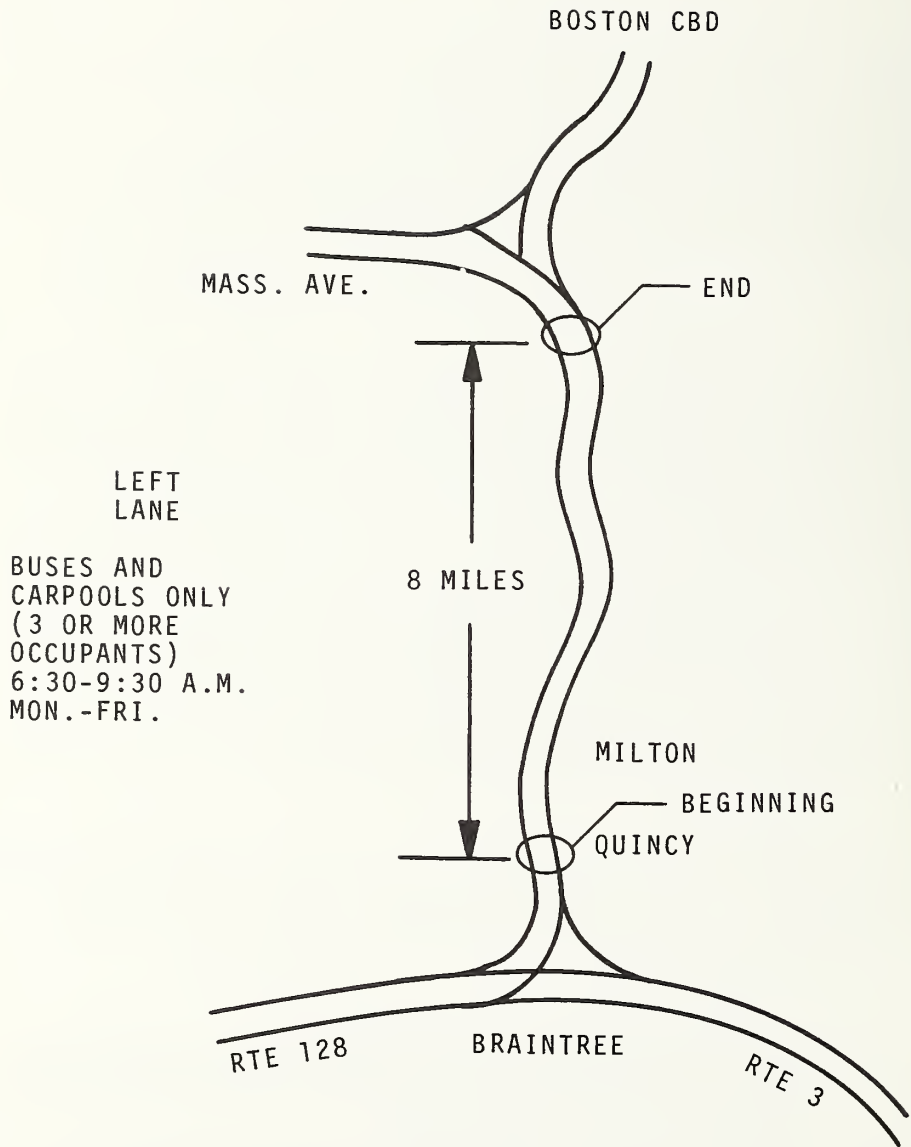 BOSTON CBD
MASS. AVE.
END
LEFT
LANE
BUSES AND
CARPOOLS ONLY
(3 OR MORE
OCCUPANTS)
6:30-9:30 A.M.
MON.-FRI.
8 MILES
MILTON
BEGINNING
QUINCY
RTE 128
BRAINTREE
RTE 3